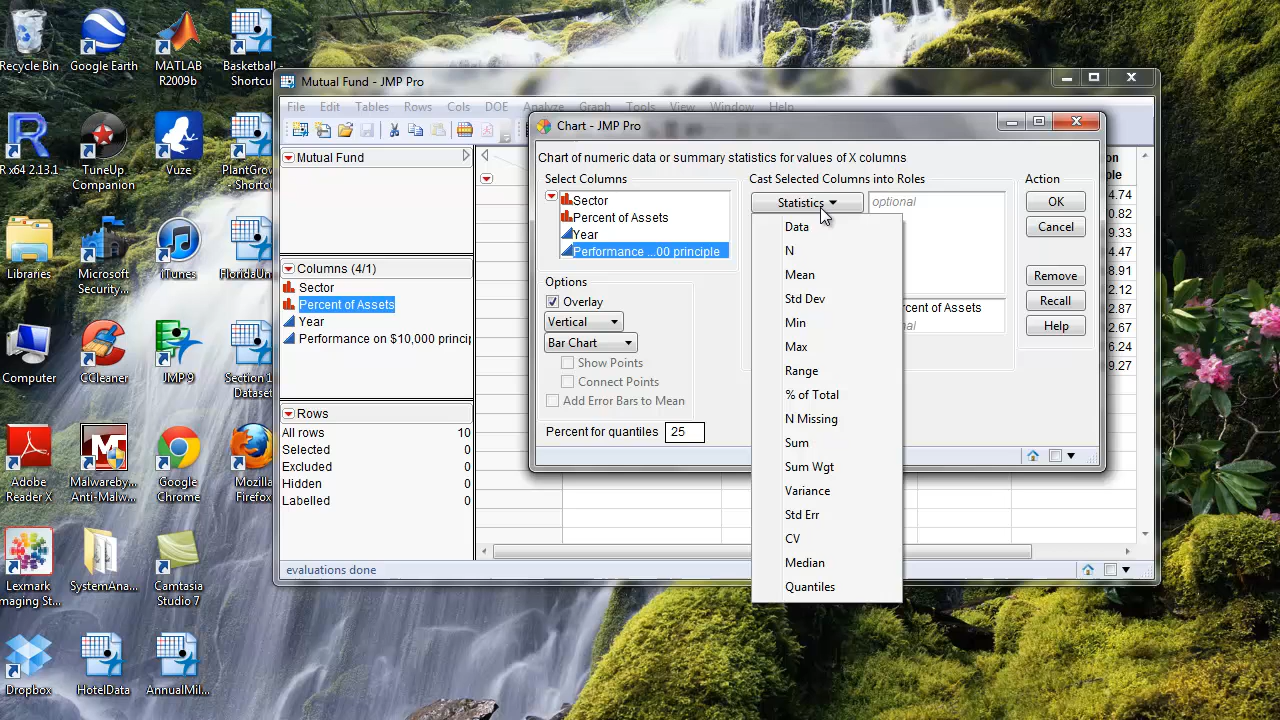 Recycle Bin
Google Earth
MATLAB
R2009b
Basketball -
Shortcut
R x64 2.13.1
TuneUp
Companion
Vuze
PlantGrow...
- Shortcut
Libraries
Microsoft
Security ...
iTunes
Computer
CCleaner
JMP 9
Section 1
Dataset
Adobe
Reader X
Malwareby...
Anti-Malw...
Google
Chrome
Mozilla
Firefox
Lexmark
SystemAna...
Camtasia
Studio 7
Dropbox
HotelData
AnnualMil...
Mutual Fund - JMP Pro
File Edit Tables Rows Cols DOE Analyze Graph Tools View Window Help
Mutual Fund
Columns (4/1)
Sector
Percent of Assets
Year
Performance on $10,000 princip
Rows
All rows 10
Selected 0
Excluded 0
Hidden 0
Labelled 0
evaluations done
Chart - JMP Pro
Chart of numeric data or summary statistics for values of X columns
Select Columns
Sector
Percent of Assets
Year
Performance ...00 principle
Options
Overlay
Vertical
Bar Chart
Show Points
Connect Points
Add Error Bars to Mean
Percent for quantiles 25
Cast Selected Columns into Roles
Statistics
optional
Data
N
Mean
Std Dev
Min
Max
Range
% of Total
N Missing
Sum
Sum Wgt
Variance
Std Err
CV
Median
Quantiles
Action
OK
Cancel
Remove
Recall
Help